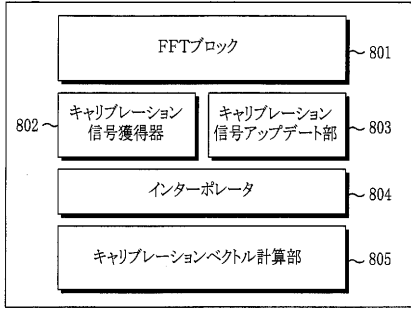 FFTブロック
801
802
キャリブレーション
信号獲得器
キャリブレーション
信号アップデート部
803
インターポレータ
804
キャリブレーションベクトル計算部
805